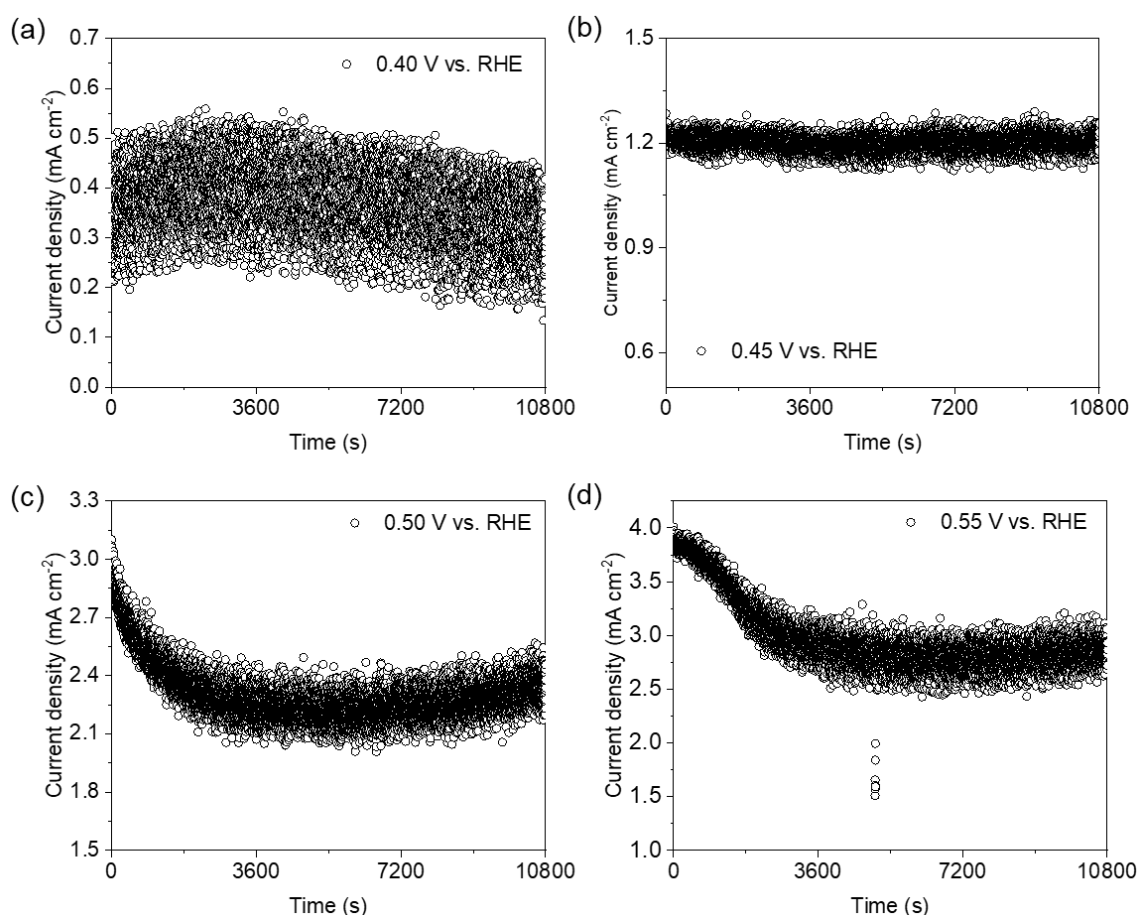 (a)
0.7
0.6
0.5
0.4
0.3
0.2
0.1
0.0
Current density (mA cm⁻²)
0.40 V vs. RHE
0
3600
7200
10800
Time (s)
(b)
1.5
1.2
0.9
0.6
Current density (mA cm⁻²)
0.45 V vs. RHE
0
3600
7200
10800
Time (s)
(c)
3.3
3.0
2.7
2.4
2.1
1.8
1.5
Current density (mA cm⁻²)
0.50 V vs. RHE
0
3600
7200
10800
Time (s)
(d)
4.0
3.5
3.0
2.5
2.0
1.5
1.0
Current density (mA cm⁻²)
0.55 V vs. RHE
0
3600
7200
10800
Time (s)